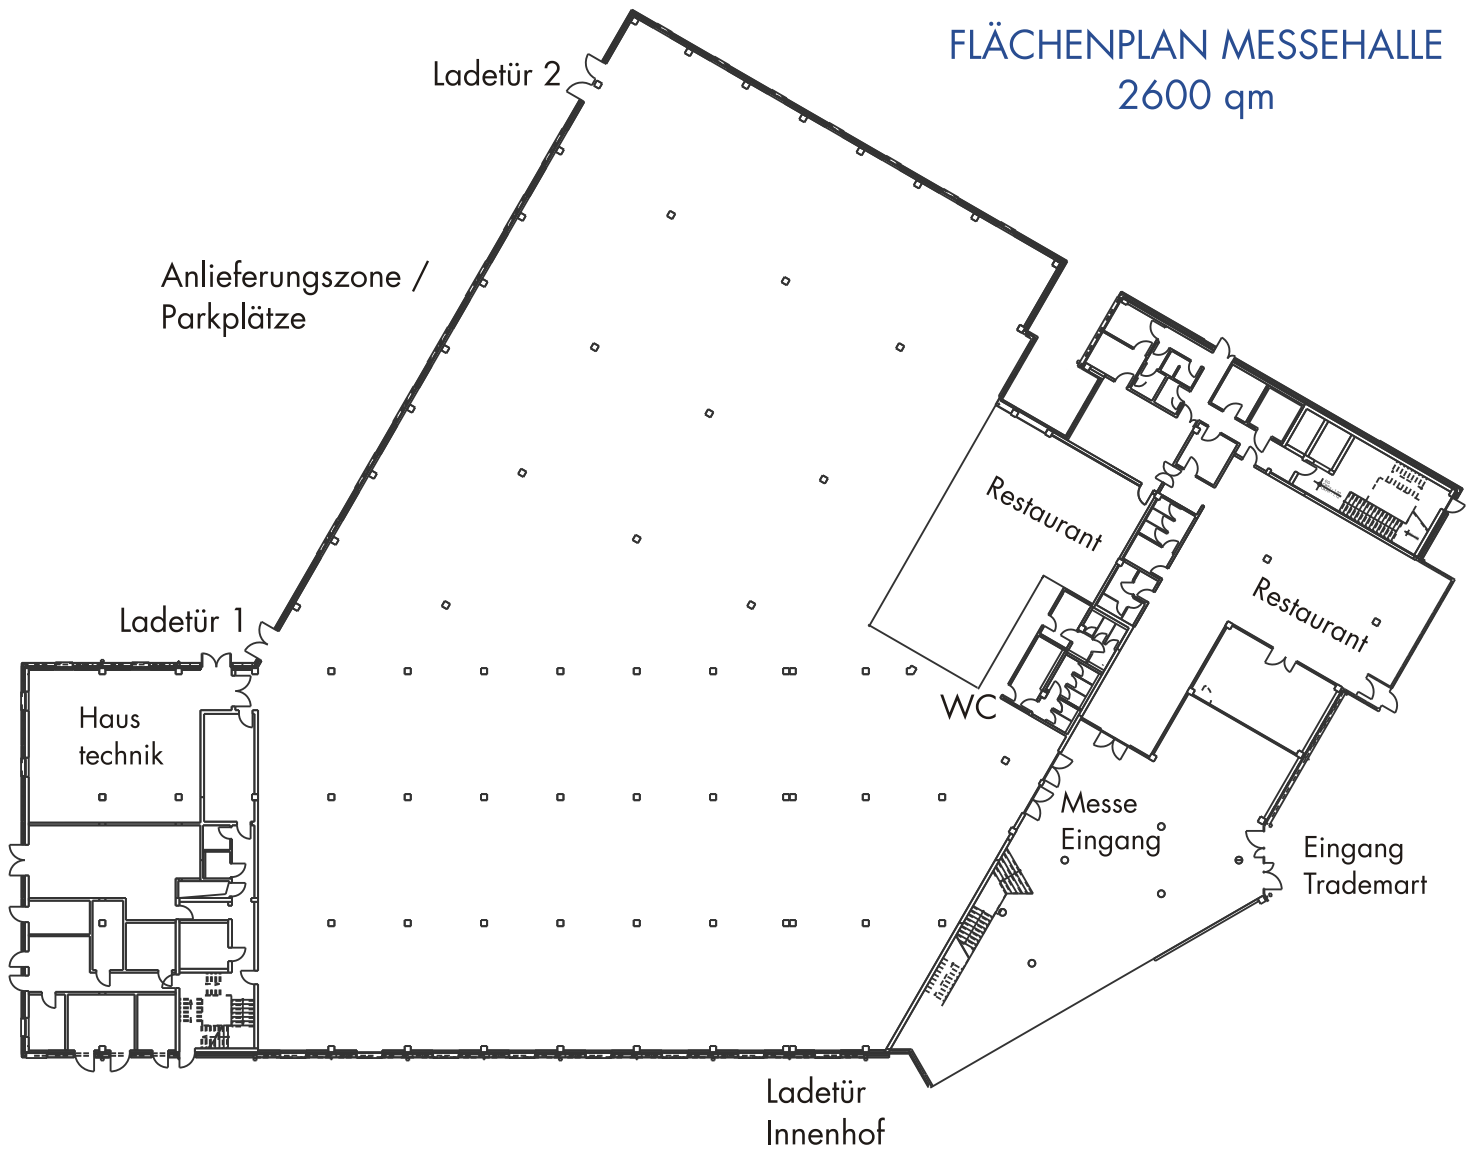 FLÄCHENPLAN MESSEHALLE
2600 qm
Ladetür 2
Anlieferungszone /
Parkplätze
Restaurant
Restaurant
Ladetür 1
Haus
technik
WC
Messe
Eingang
Eingang
Trademart
Ladetür
Innenhof